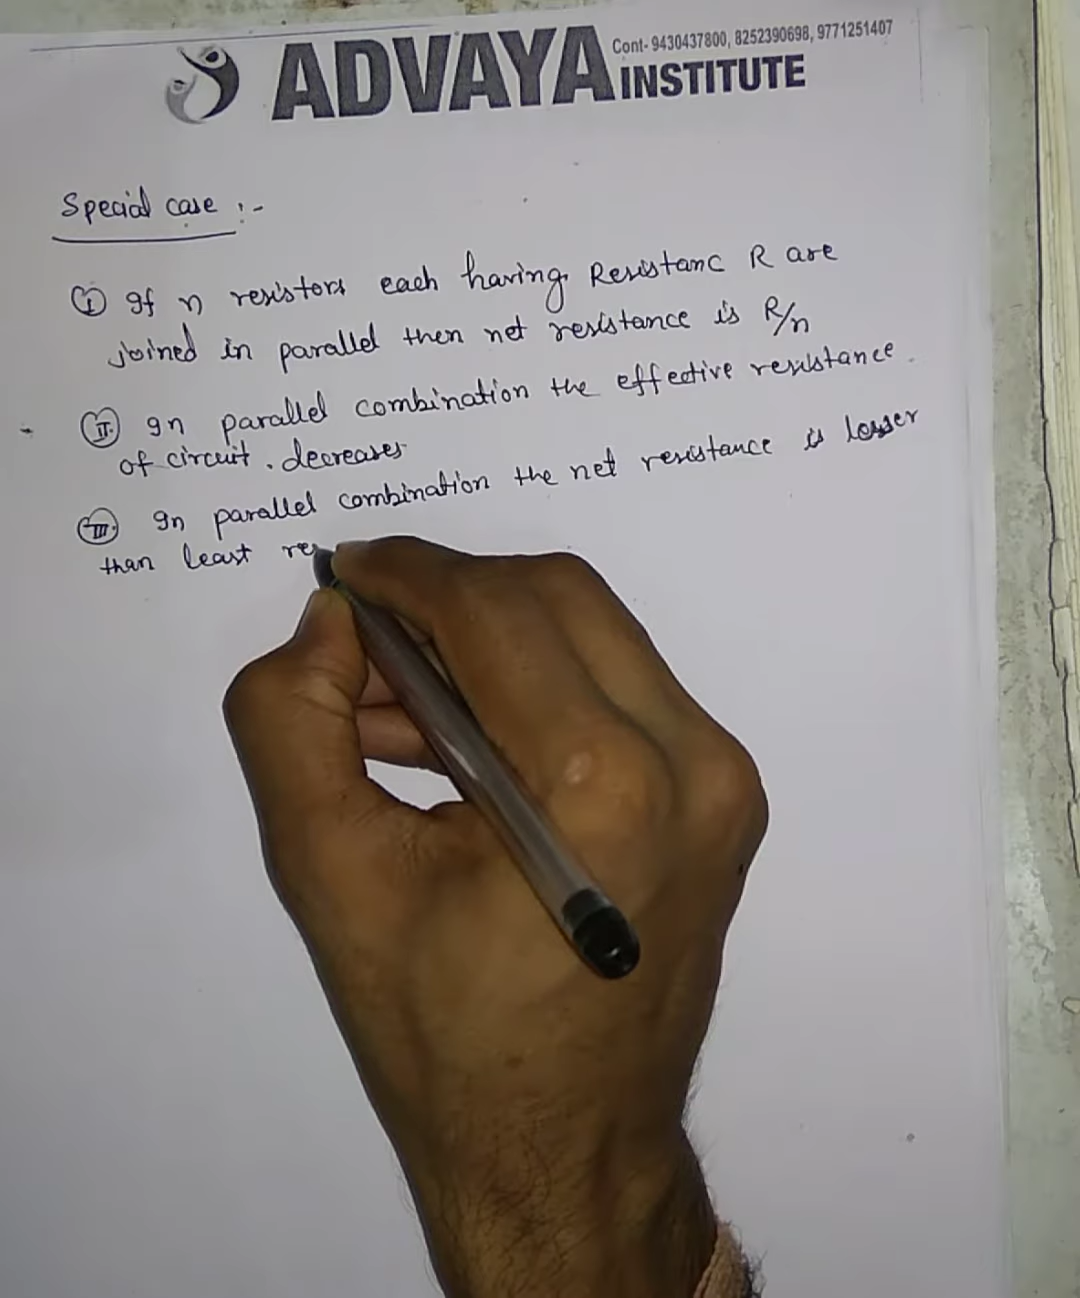 ADVAYA INSTITUTE
Cont- 9430437800, 8252390698, 9771251407
Special case :-
(I) If n resistors each having Resistanc R are
joined in parallel then net resistance is R/n
(II) In parallel combination the effective resistance.
of circuit. decreases
(III) In parallel combination the net resistance is lesser
than least res